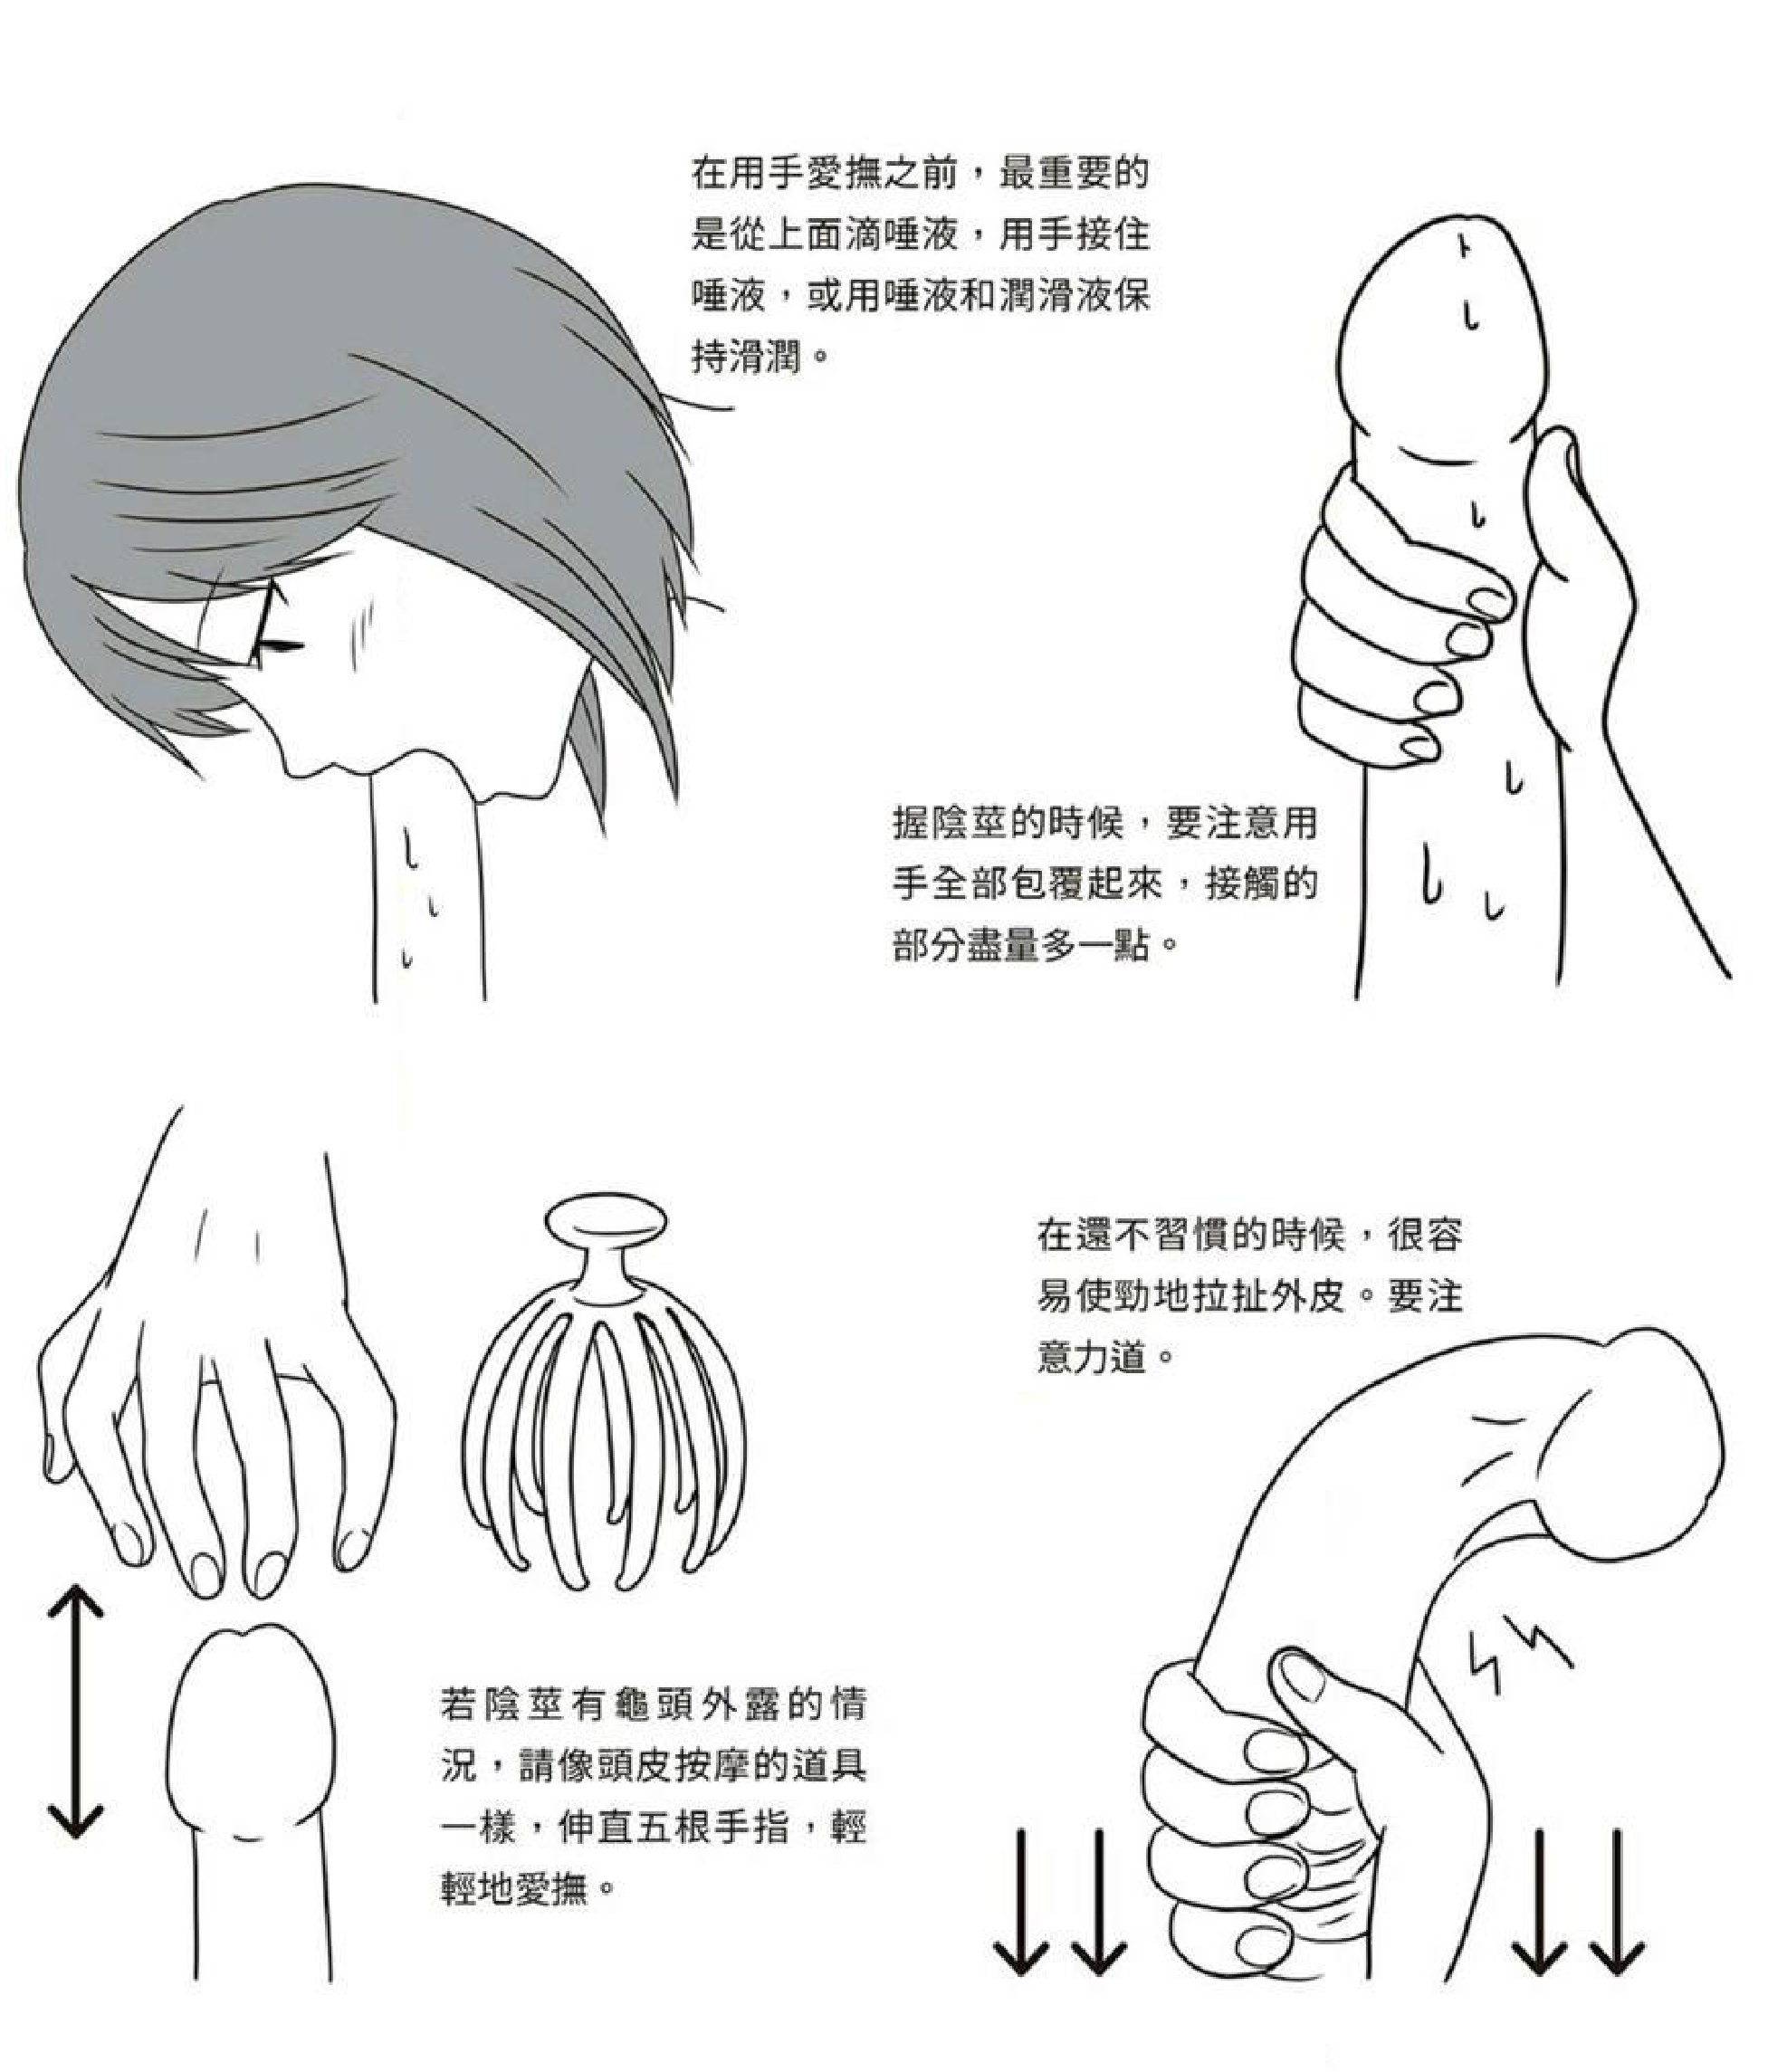 在用手愛撫之前，最重要的
是從上面滴唾液，用手接住
唾液，或用唾液和潤滑液保
持滑潤。
握陰莖的時候，要注意用
手全部包覆起來，接觸的
部分盡量多一點。
若陰莖有龜頭外露的情
況，請像頭皮按摩的道具
一樣，伸直五根手指，輕
輕地愛撫。
在還不習慣的時候，很容
易使勁地拉扯外皮。要注
意力道。